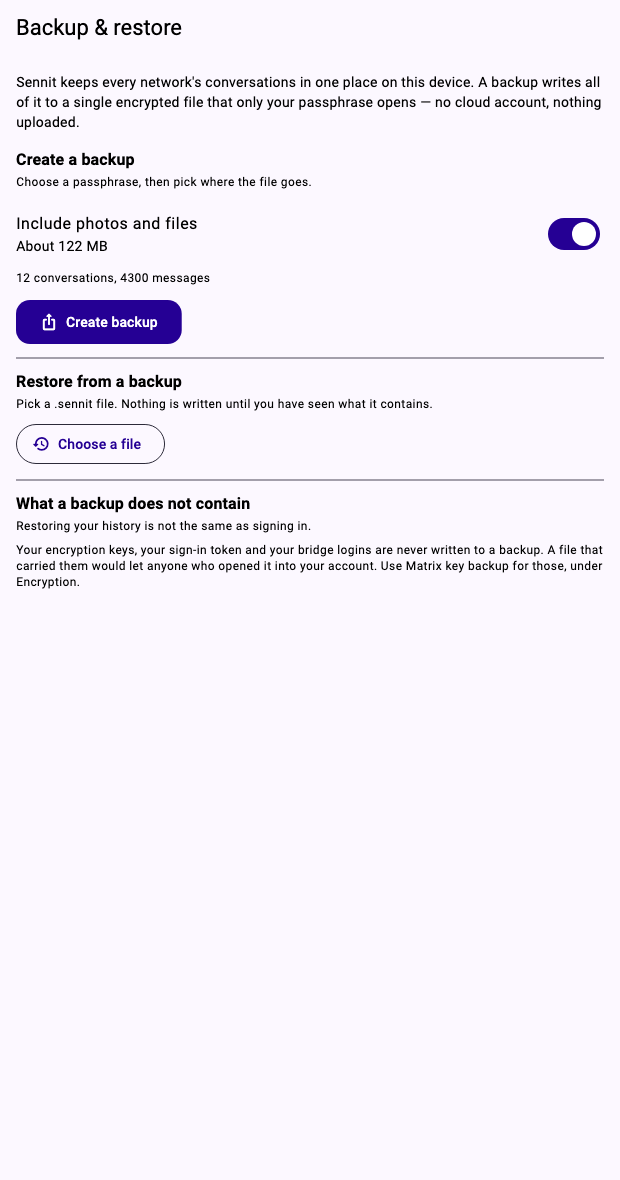 Backup & restore
Sennit keeps every network's conversations in one place on this device. A backup writes all
of it to a single encrypted file that only your passphrase opens — no cloud account, nothing
uploaded.
Create a backup
Choose a passphrase, then pick where the file goes.
Include photos and files
About 122 MB
12 conversations, 4300 messages
Create backup
Restore from a backup
Pick a .sennit file. Nothing is written until you have seen what it contains.
Choose a file
What a backup does not contain
Restoring your history is not the same as signing in.
Your encryption keys, your sign-in token and your bridge logins are never written to a backup. A file that
carried them would let anyone who opened it into your account. Use Matrix key backup for those, under
Encryption.